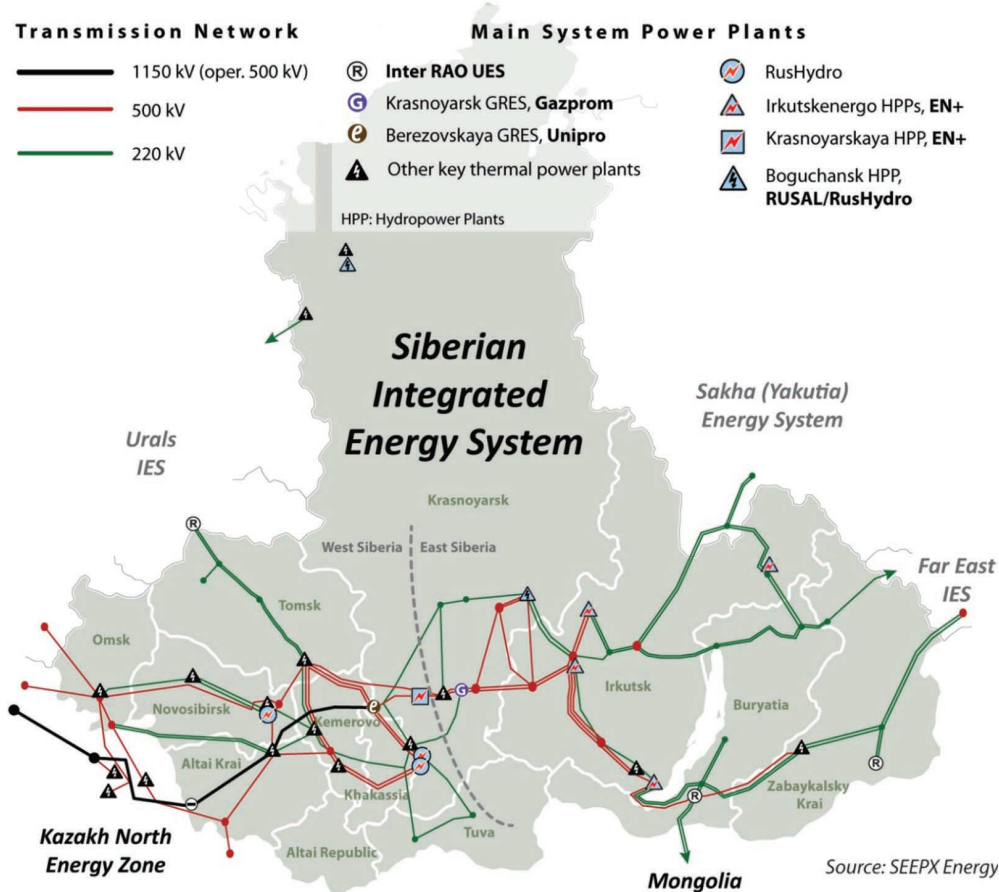 Transmission Network
1150 kV (oper. 500 kV)
500 kV
220 kV
Main System Power Plants
R Inter RAO UES
G Krasnoyarsk GRES, Gazprom
e Berezovskaya GRES, Unipro
Other key thermal power plants
HPP: Hydropower Plants
RusHydro
Irkutskenergo HPPs, EN+
Krasnoyarskaya HPP, EN+
Boguchansk HPP,
RUSAL/RusHydro
Siberian
Integrated
Energy System
Sakha (Yakutia)
Energy System
Urals
IES
Krasnoyarsk
R
West Siberia
East Siberia
Far East
IES
Tomsk
Omsk
Irkutsk
G
Novosibirsk
e
Kemerovo
Buryatia
Altai Krai
R
Khakassia
R
Zabaykalsky
Krai
Tuva
Kazakh North
Energy Zone
Altai Republic
Mongolia
Source: SEEPX Energy